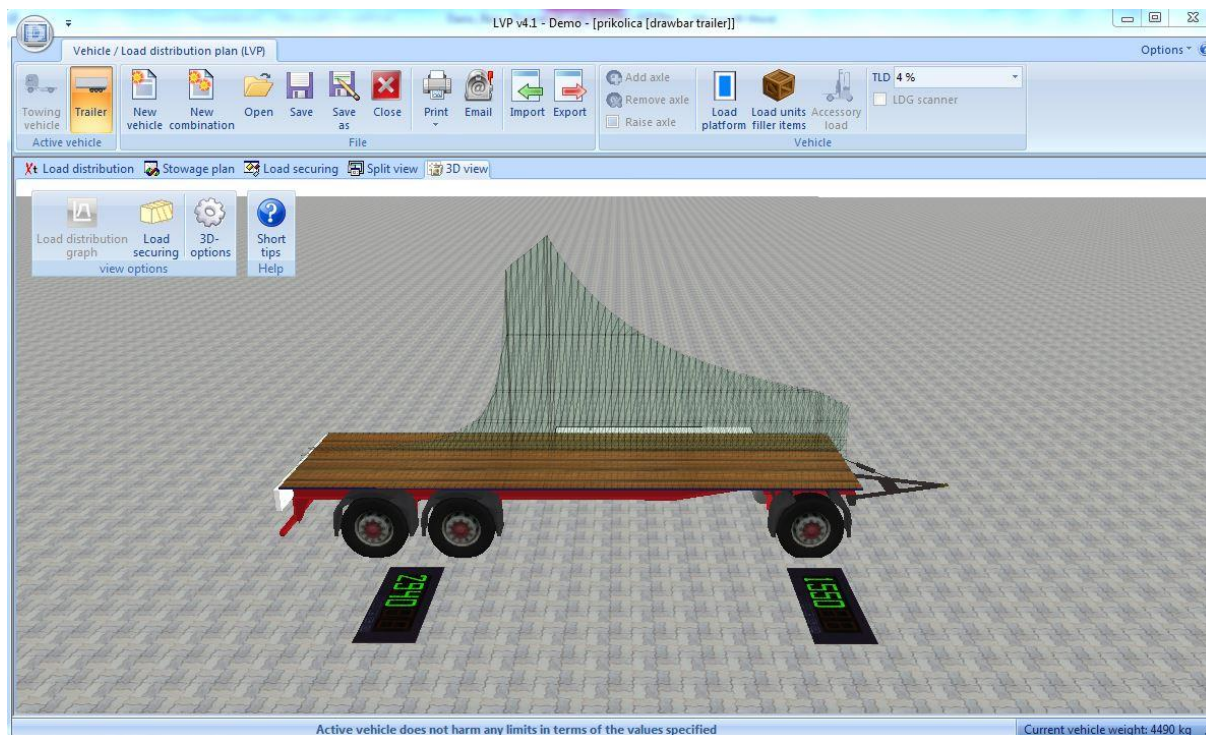 LVP v4.1 - Demo - [prikolica [drawbar trailer]]
Vehicle / Load distribution plan (LVP)
Options
Towing vehicle
Trailer
New vehicle
New combination
Open
Save
Save as
Close
Print
Email
Import
Export
Add axle
Remove axle
Raise axle
Load platform
Load units filler items
Accessory load
TLD 4 %
LDG scanner
Active vehicle
File
Vehicle
Xt Load distribution
Stowage plan
Load securing
Split view
3D view
Load distribution graph
Load securing
3D-options
Short tips
view options
Help
2940
1550
Active vehicle does not harm any limits in terms of the values specified
Current vehicle weight: 4490 kg